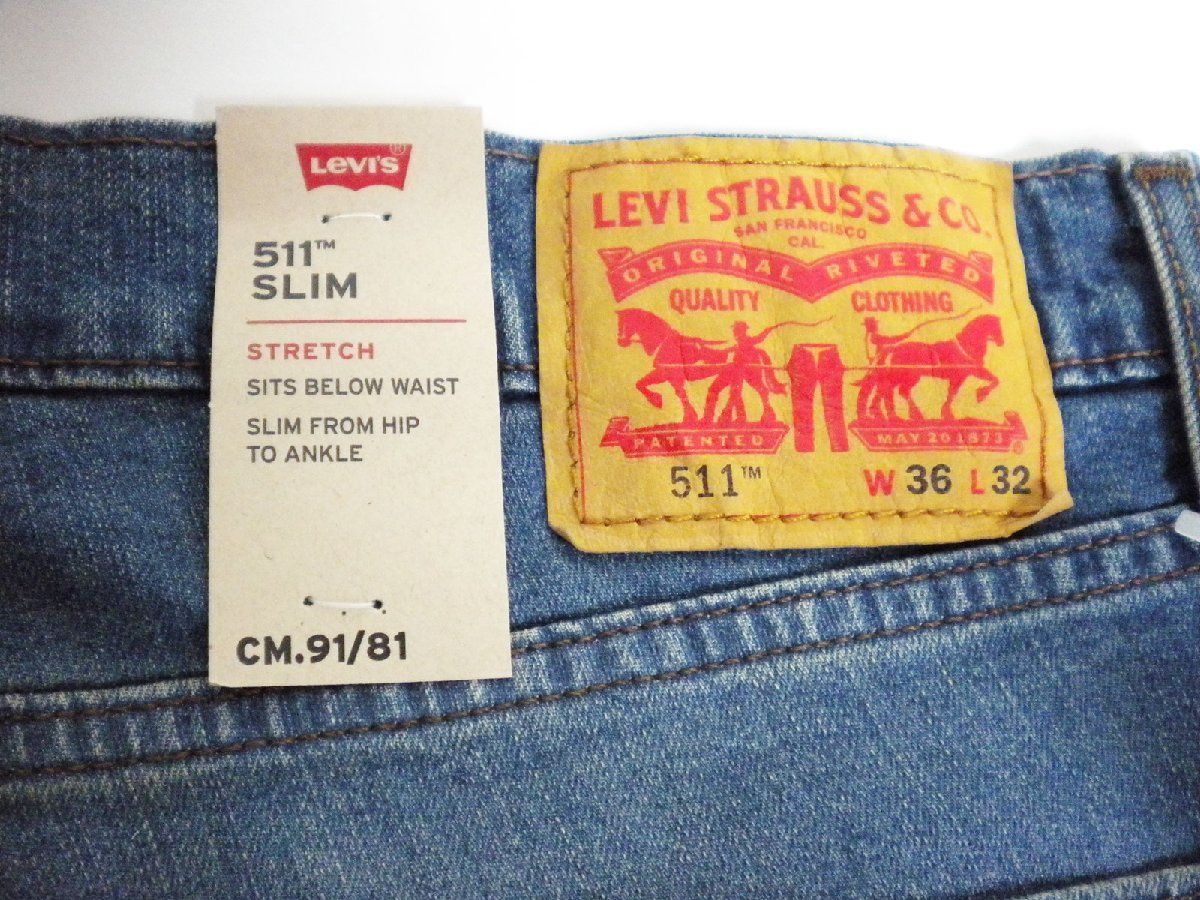 LEVI'S®
511™
SLIM
STRETCH
SITS BELOW WAIST
SLIM FROM HIP
TO ANKLE
CM.91/81
LEVI STRAUSS & CO.
SAN FRANCISCO
CAL.
ORIGINAL RIVETED
QUALITY CLOTHING
PATENTED MAY 20 1873 ®
511™ W 36 L 32